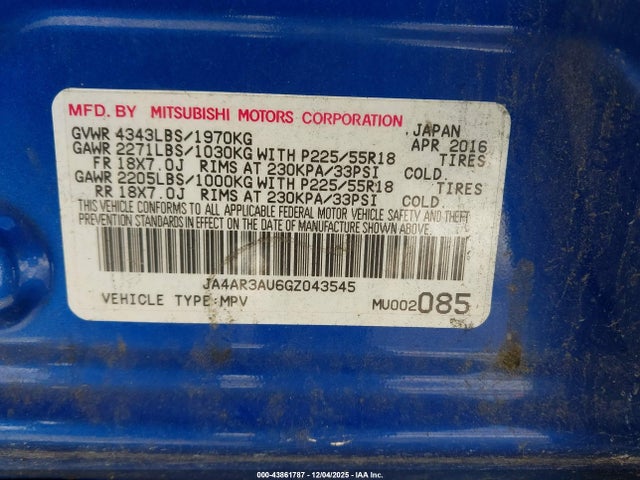 MFD. BY MITSUBISHI MOTORS CORPORATION
GVWR 4343LBS/1970KG JAPAN APR 2016
GAWR 2271LBS/1030KG WITH P225/55R18 TIRES
FR 18X7.0J RIMS AT 230KPA/33PSI COLD.
GAWR 2205LBS/1000KG WITH P225/55R18 TIRES
RR 18X7.0J RIMS AT 230KPA/33PSI COLD.
THIS VEHICLE CONFORMS TO ALL APPLICABLE FEDERAL MOTOR VEHICLE SAFETY AND THEFT
PREVENTION STANDARDS IN EFFECT ON THE DATE OF MANUFACTURE SHOWN ABOVE.
JA4AR3AU6GZ043545
VEHICLE TYPE:MPV MU002085
000-43861787 - 12/04/2025 - IAA Inc.